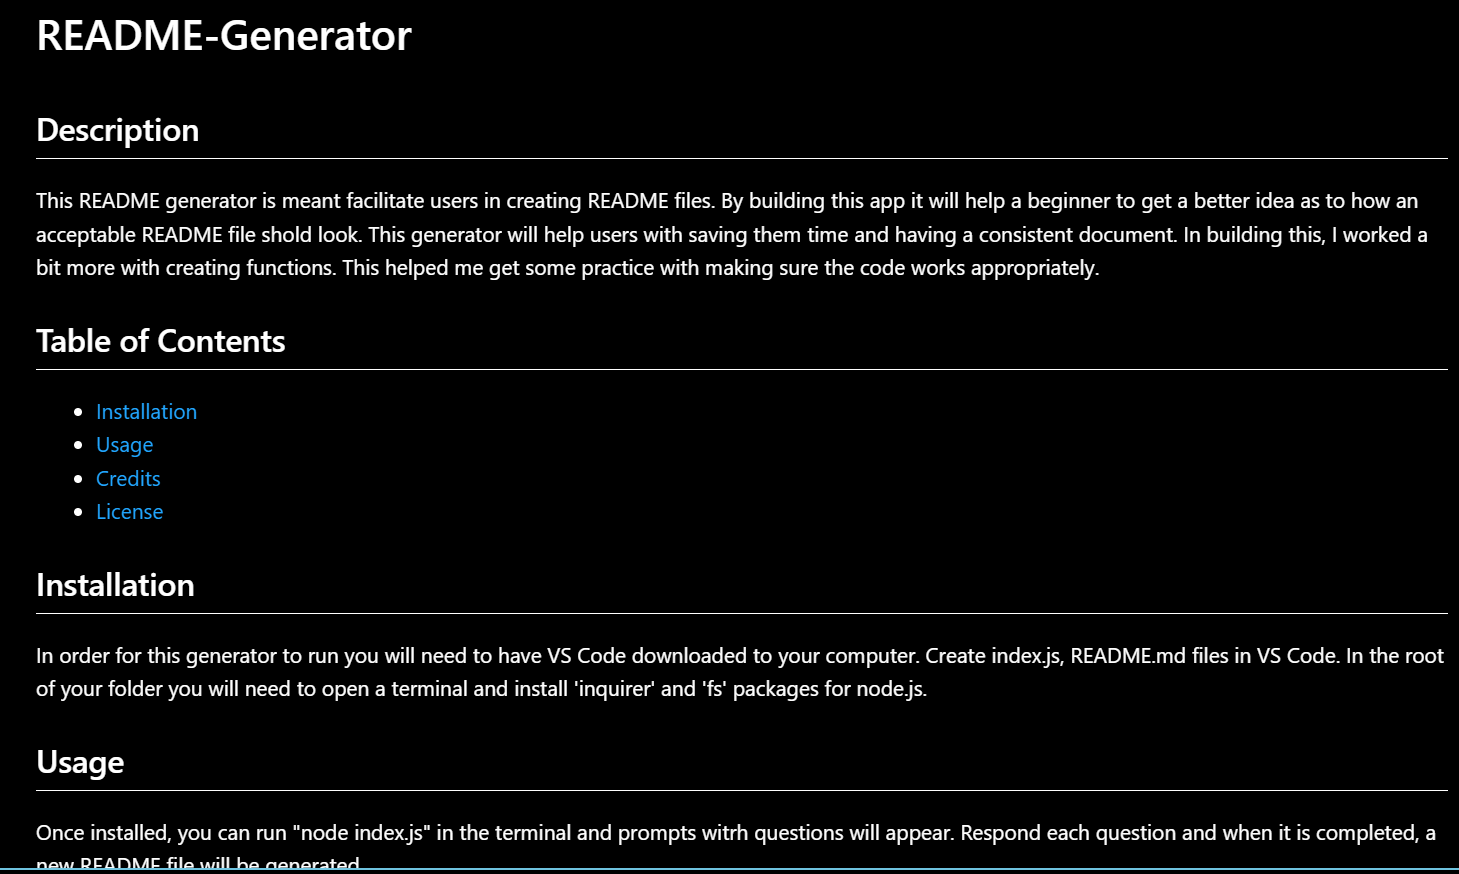 README-Generator
Description
This README generator is meant facilitate users in creating README files. By building this app it will help a beginner to get a better idea as to how an
acceptable README file shold look. This generator will help users with saving them time and having a consistent document. In building this, I worked a
bit more with creating functions. This helped me get some practice with making sure the code works appropriately.
Table of Contents
Installation
Usage
Credits
License
Installation
In order for this generator to run you will need to have VS Code downloaded to your computer. Create index.js, README.md files in VS Code. In the root
of your folder you will need to open a terminal and install 'inquirer' and 'fs' packages for node.js.
Usage
Once installed, you can run "node index.js" in the terminal and prompts witrh questions will appear. Respond each question and when it is completed, a
new README file will be generated